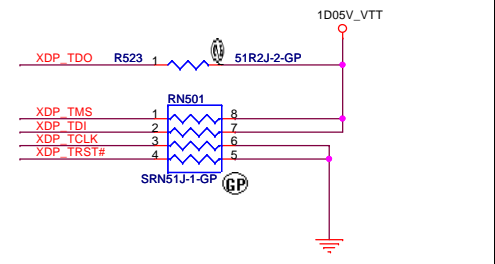 1D05V_VTT
XDP_TDO R523 1 51R2J-2-GP
RN501
XDP_TMS 1 8
XDP_TDI 2 7
XDP_TCLK 3 6
XDP_TRST# 4 5
SRN51J-1-GP GP